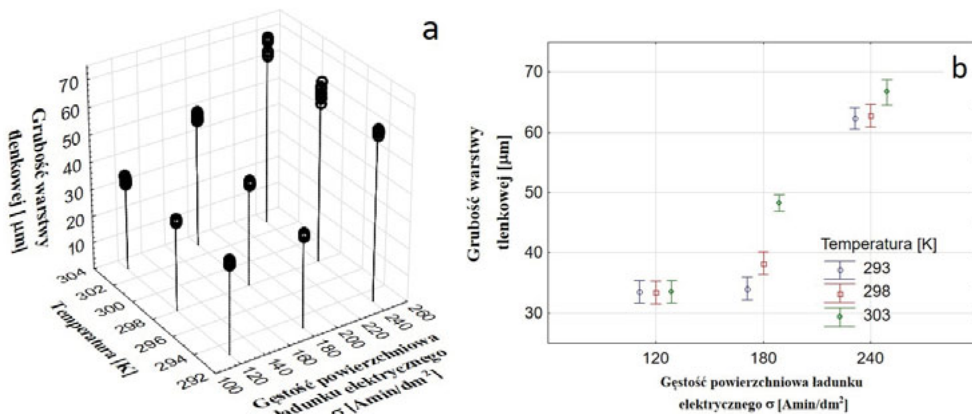 a
70
60
50
40
30
20
10
Grubość warstwy
tlenkowej [ μm]
304
302
300
298
296
294
292
Temperatura [K]
100
120
140
160
180
200
220
240
260
Gęstość powierzchniowa
ładunku elektrycznego
σ [Amin/dm²]
b
70
60
50
40
30
Grubość warstwy
tlenkowej [μm]
Temperatura [K]
293
298
303
120 180 240
Gęstość powierzchniowa ładunku
elektrycznego σ [Amin/dm²]